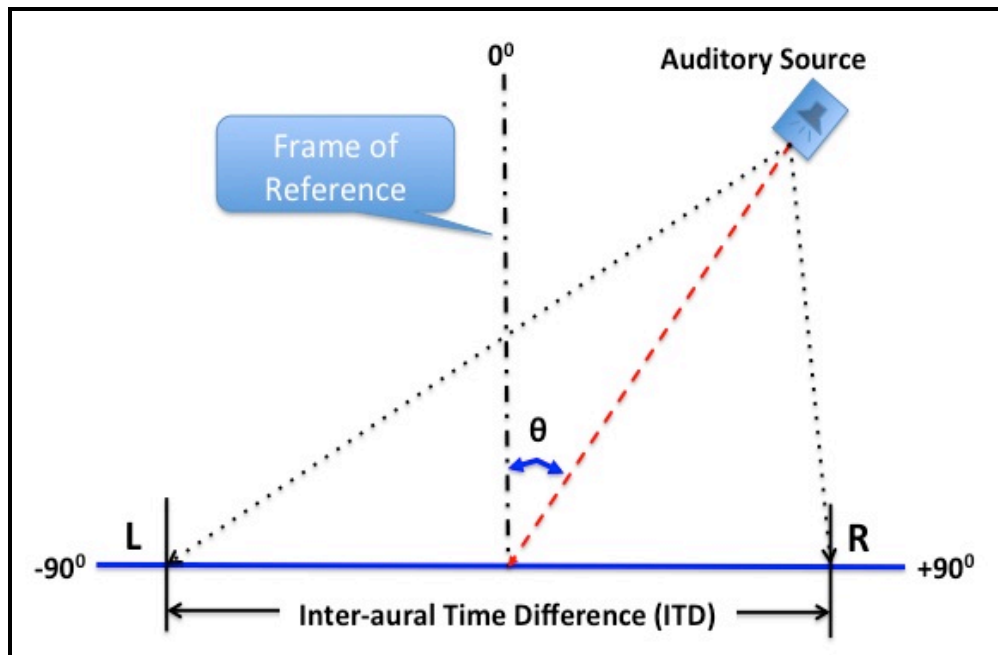 0⁰
Auditory Source
Frame of
Reference
θ
L
R
-90⁰
+90⁰
Inter-aural Time Difference (ITD)